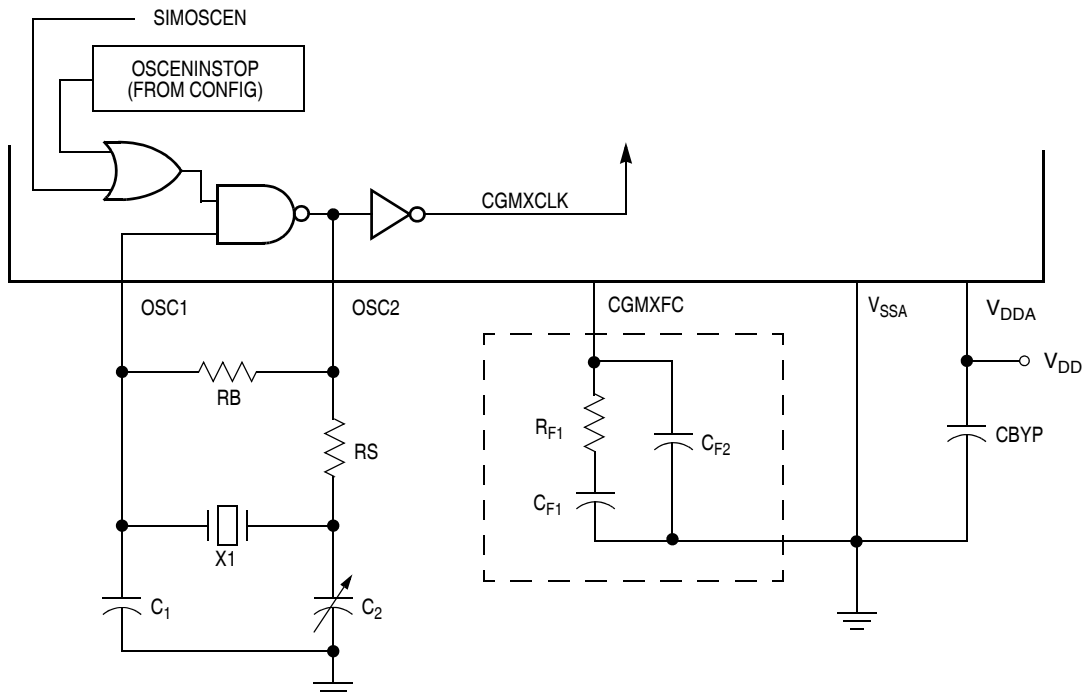 SIMOSCEN
OSCENINSTOP
(FROM CONFIG)
CGMXCLK
OSC1
OSC2
CGMXFC
VSSA
VDDA
VDD
RB
RS
RF1
CF2
CBYP
CF1
X1
C1
C2